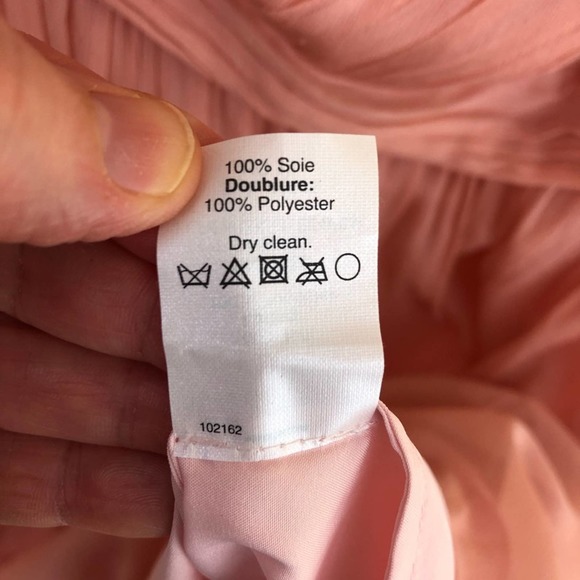 100% Soie
Doublure:
100% Polyester
Dry clean.
102162